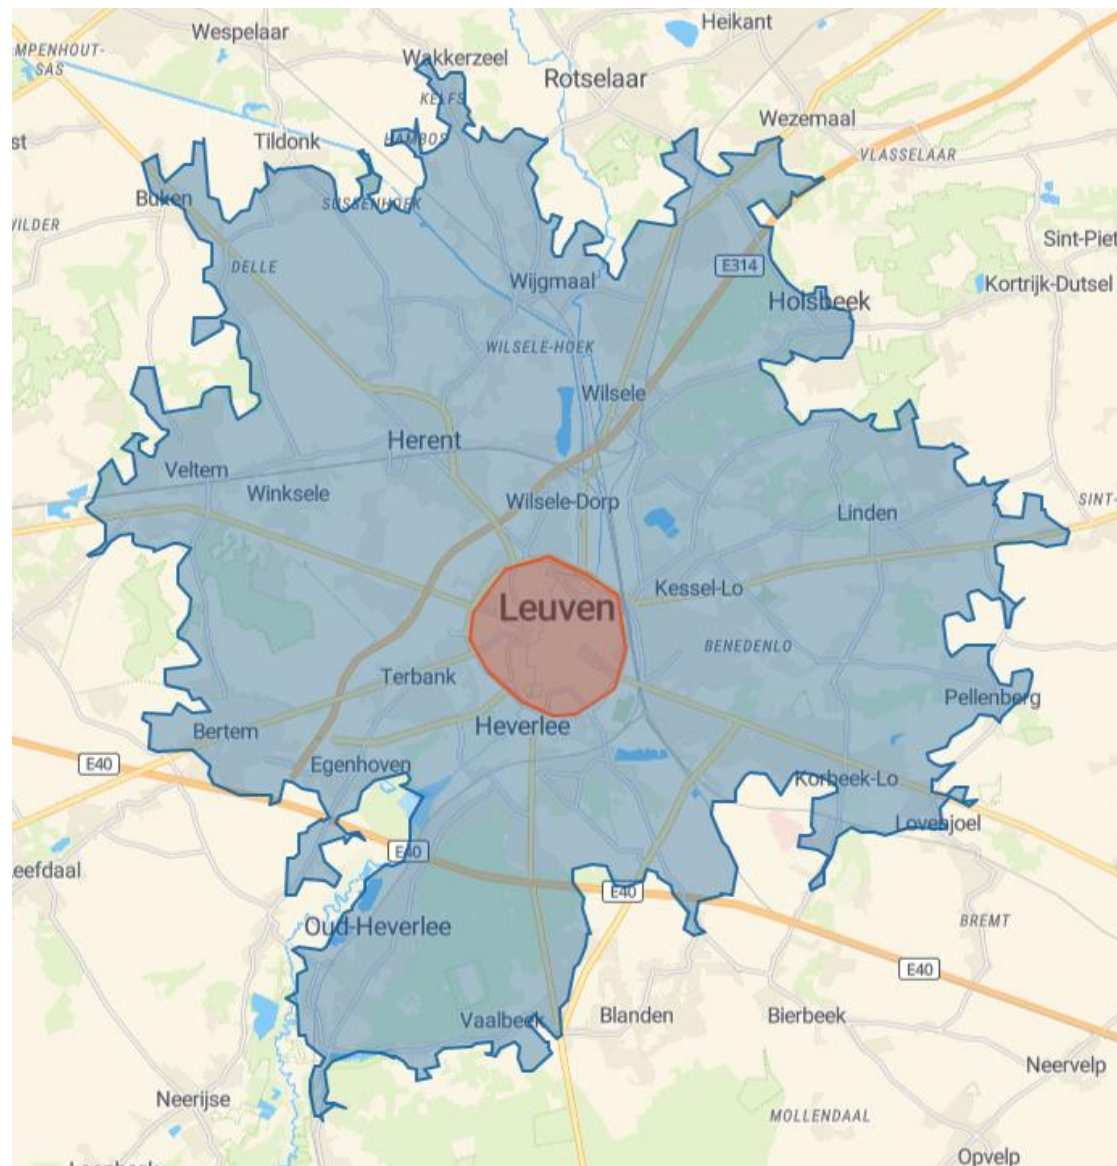 Wespelaar
Heikant
MPENHOUT-
SAS
Wakkerzeel
Rotselaar
KELFS
Wezemaal
st
Tildonk
HAMBOS
VLASSELAAR
Buken
SUSSENHOEK
WILDER
Sint-Piet
DELLE
E314
Wijgmaal
Kortrijk-Dutsel
Holsbeek
WILSELE-HOEK
Wilsele
Herent
Veltem
Winksele
Wilsele-Dorp
Linden
SINT-
Kessel-Lo
Leuven
BENEDENLO
Terbank
Pellenberg
Bertem
Heverlee
E40
Egenhoven
Korbeek-Lo
Lovenjoel
E40
eefdaal
E40
Oud-Heverlee
BREMT
E40
Vaalbeek
Blanden
Bierbeek
Neervelp
Neerijse
MOLLENDAAL
Opvelp